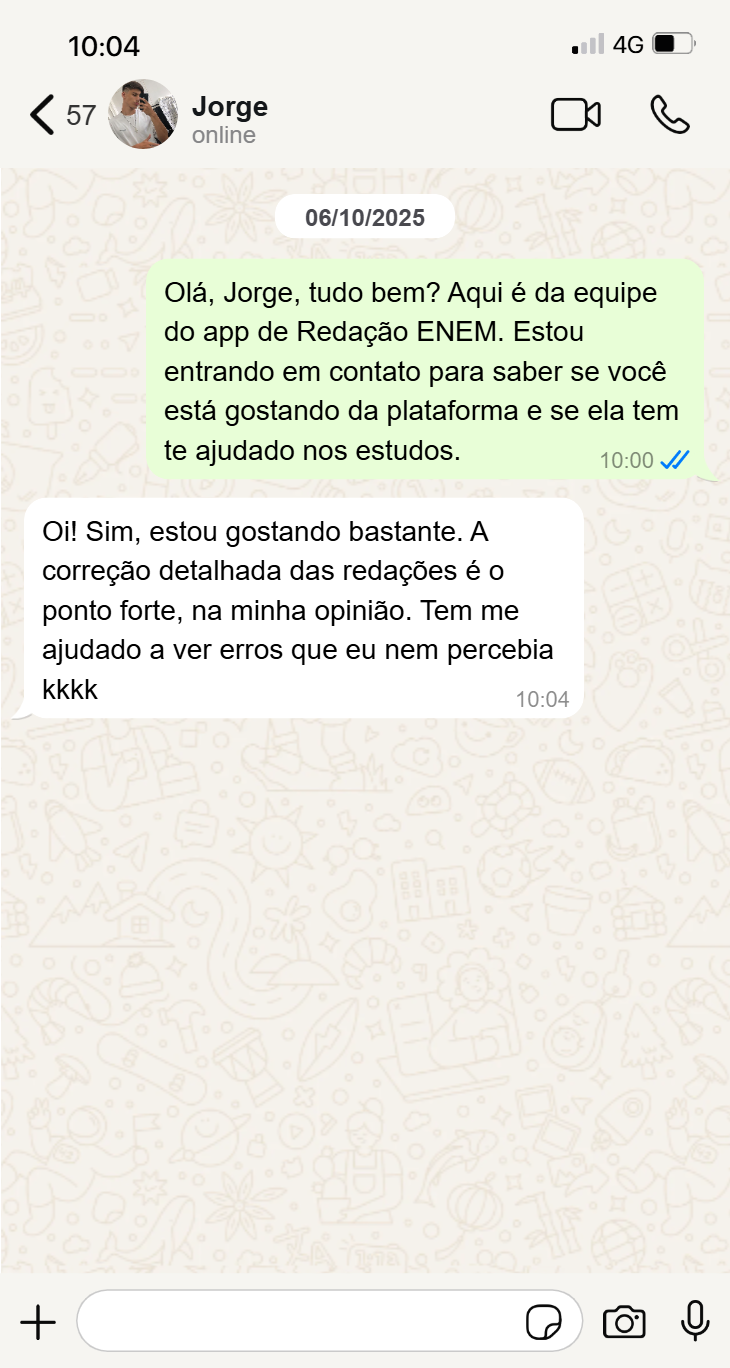 10:04
4G
57
Jorge
online
06/10/2025
Olá, Jorge, tudo bem? Aqui é da equipe
do app de Redação ENEM. Estou
entrando em contato para saber se você
está gostando da plataforma e se ela tem
te ajudado nos estudos.
10:00
Oi! Sim, estou gostando bastante. A
correção detalhada das redações é o
ponto forte, na minha opinião. Tem me
ajudado a ver erros que eu nem percebia
kkkk
10:04